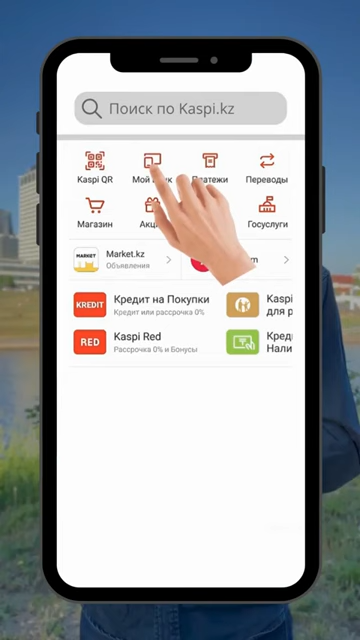 Поиск по Kaspi.kz
Kaspi QR
Мой
Платежи
Переводы
Магазин
Госуслуги
MARKET
Market.kz
Объявления
KREDIT
Кредит на Покупки
Кредит или рассрочка 0%
Kaspi
для р
RED
Kaspi Red
Рассрочка 0% и Бонусы
Кред
Нали